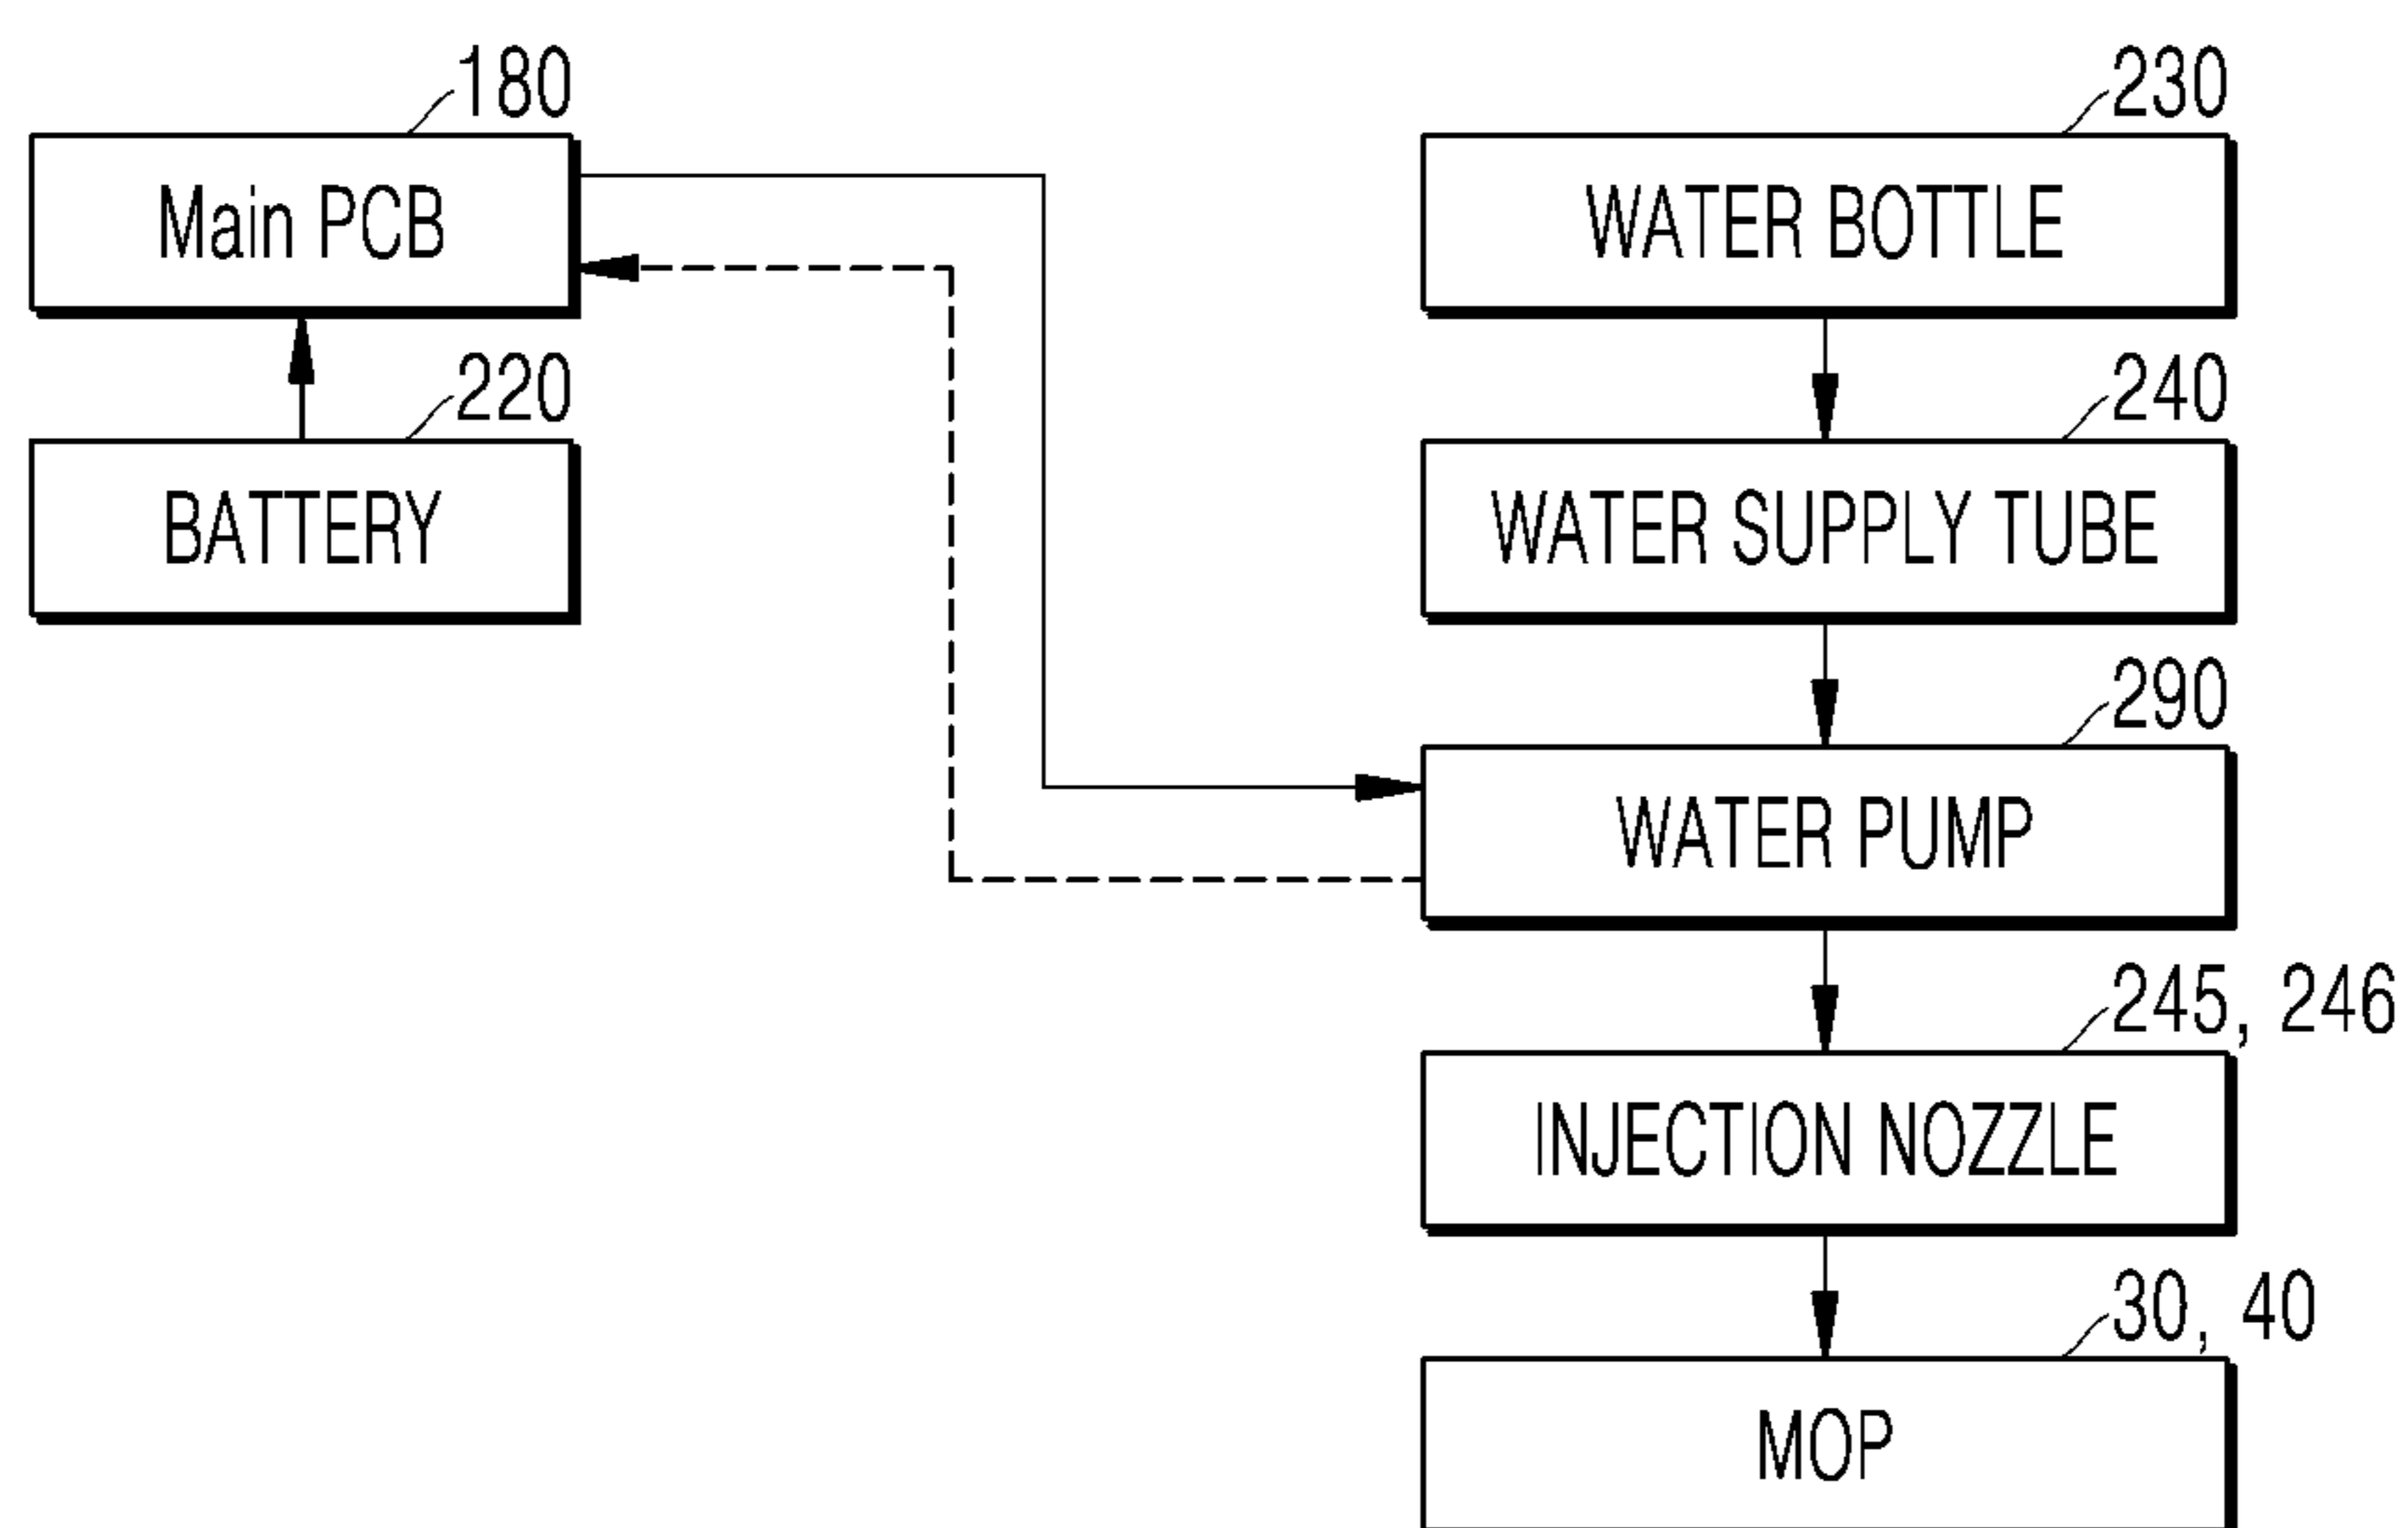 180
Main PCB
220
BATTERY
230
WATER BOTTLE
240
WATER SUPPLY TUBE
290
WATER PUMP
245, 246
INJECTION NOZZLE
30, 40
MOP